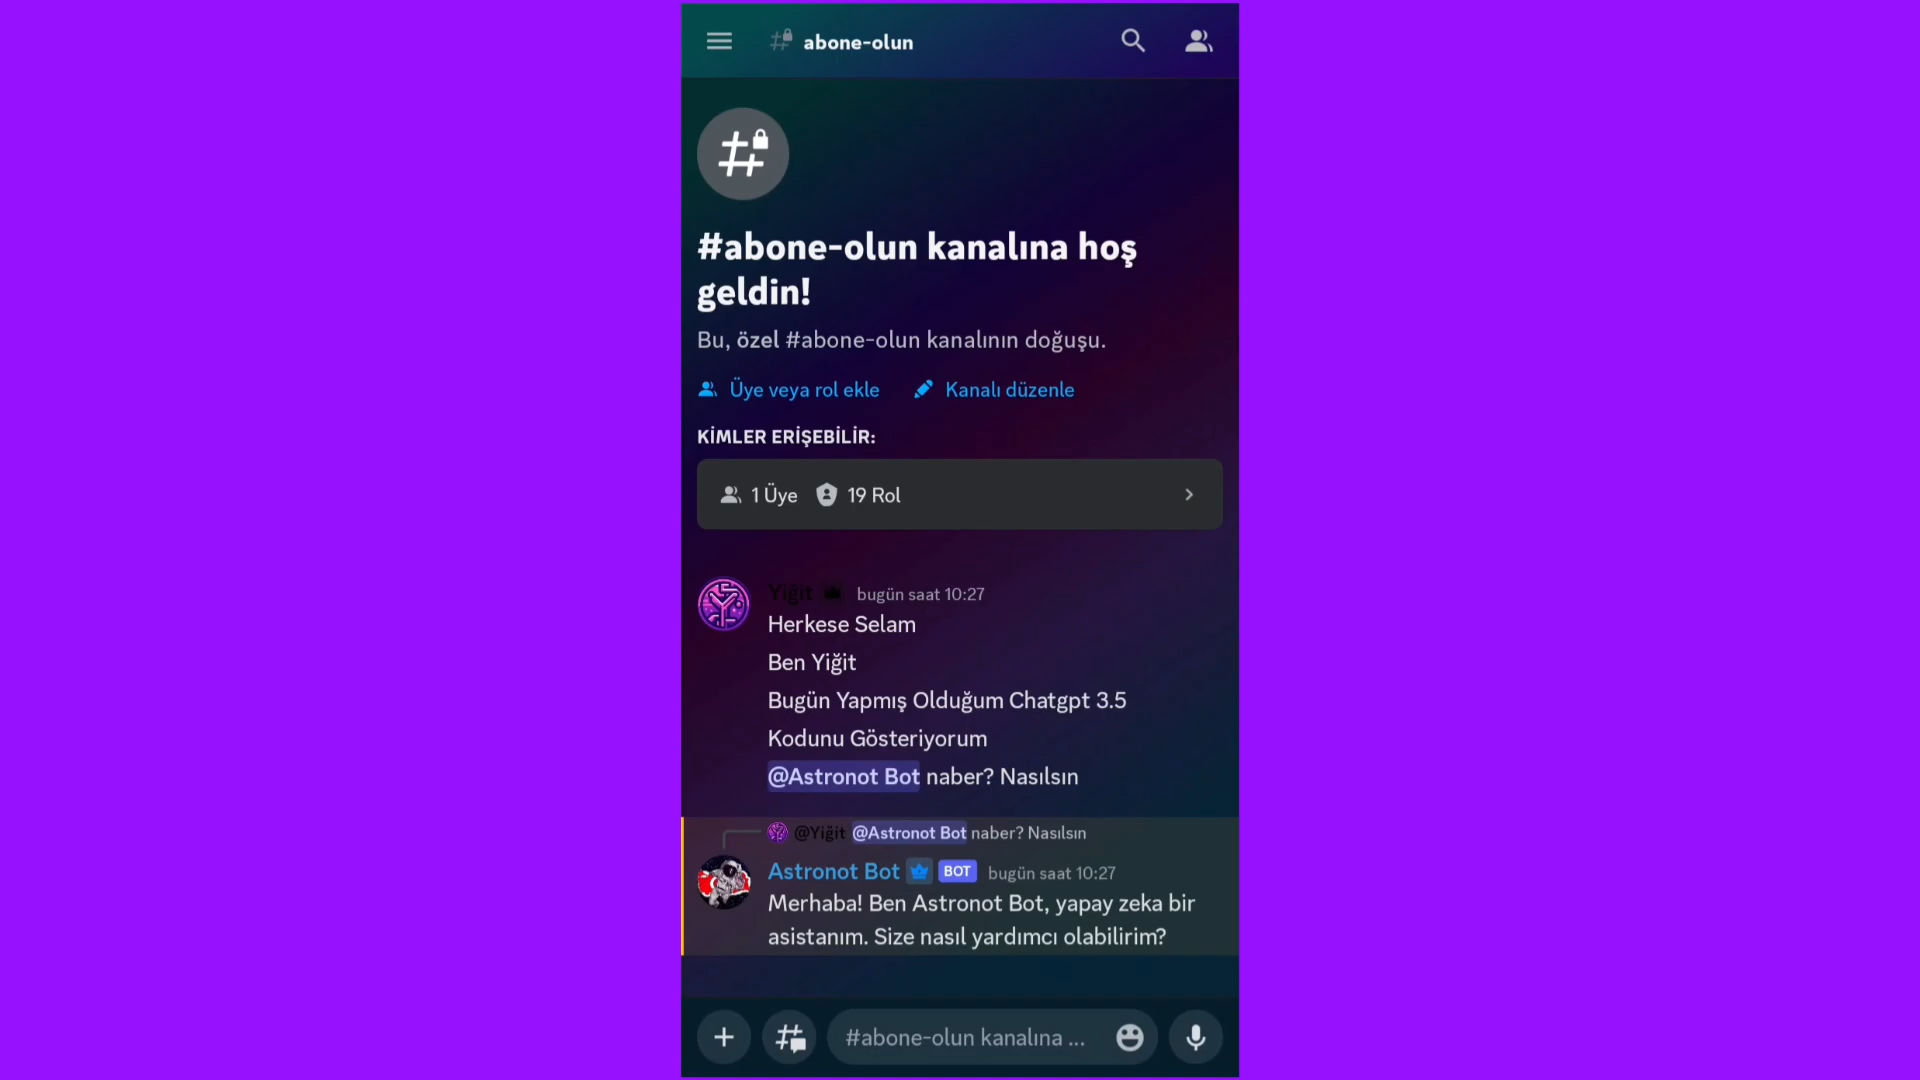 abone-olun
#abone-olun kanalına hoş
geldin!
Bu, özel #abone-olun kanalının doğuşu.
Üye veya rol ekle Kanalı düzenle
KİMLER ERİŞEBİLİR:
1 Üye 19 Rol
Yiğit bugün saat 10:27
Herkese Selam
Ben Yiğit
Bugün Yapmış Olduğum Chatgpt 3.5
Kodunu Gösteriyorum
@Astronot Bot naber? Nasılsın
@Yiğit @Astronot Bot naber? Nasılsın
Astronot Bot BOT bugün saat 10:27
Merhaba! Ben Astronot Bot, yapay zeka bir
asistanım. Size nasıl yardımcı olabilirim?
#abone-olun kanalına ...